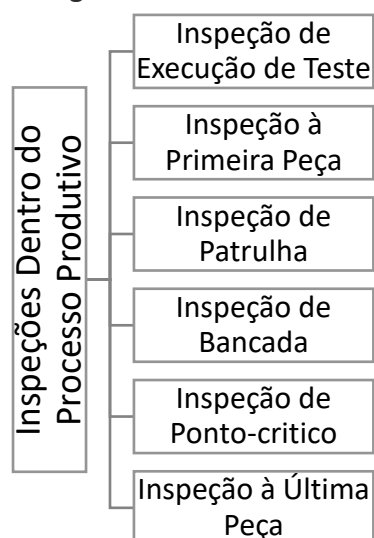 Inspeções Dentro do
Processo Produtivo
Inspeção de
Execução de Teste
Inspeção à
Primeira Peça
Inspeção de
Patrulha
Inspeção de
Bancada
Inspeção de
Ponto-critico
Inspeção à Última
Peça